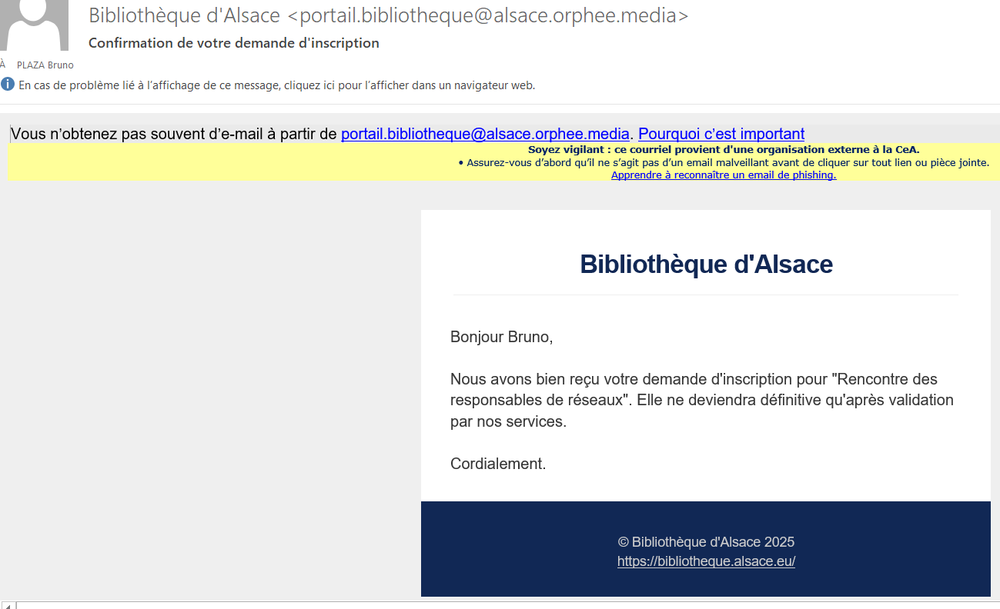 Bibliothèque d'Alsace <portail.bibliotheque@alsace.orphee.media>
Confirmation de votre demande d'inscription
À PLAZA Bruno
En cas de problème lié à l’affichage de ce message, cliquez ici pour l’afficher dans un navigateur web.
Vous n’obtenez pas souvent d’e-mail à partir de portail.bibliotheque@alsace.orphee.media. Pourquoi c’est important
Soyez vigilant : ce courriel provient d'une organisation externe à la CeA.
• Assurez-vous d’abord qu’il ne s’agit pas d’un email malveillant avant de cliquer sur tout lien ou pièce jointe.
Apprendre à reconnaître un email de phishing.
Bibliothèque d'Alsace
Bonjour Bruno,
Nous avons bien reçu votre demande d'inscription pour "Rencontre des
responsables de réseaux". Elle ne deviendra définitive qu'après validation
par nos services.
Cordialement.
© Bibliothèque d'Alsace 2025
https://bibliotheque.alsace.eu/